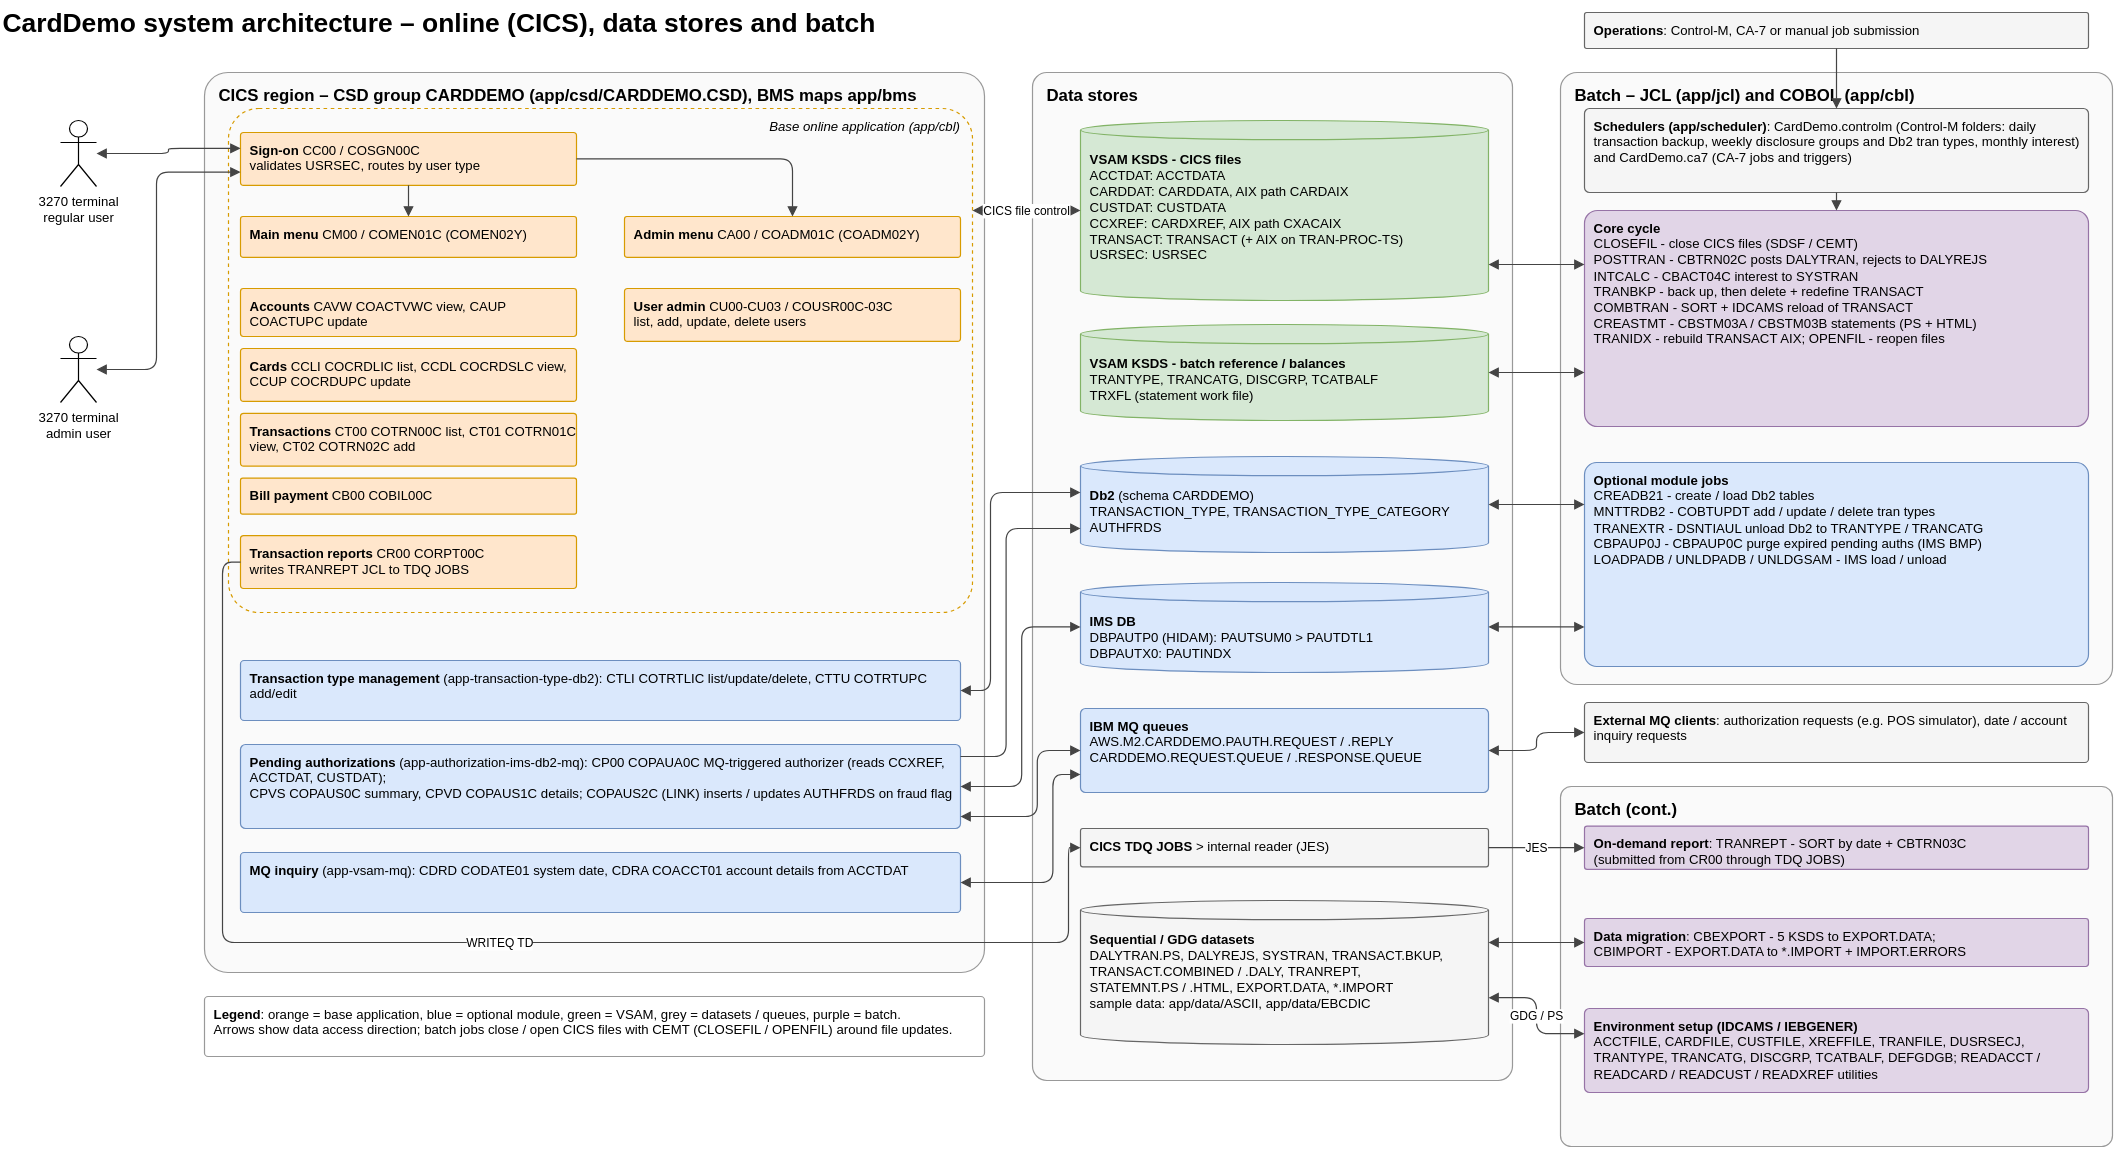 CardDemo system architecture – online (CICS), data stores and batch
3270 terminal
regular user
3270 terminal
admin user
CICS region – CSD group CARDDEMO (app/csd/CARDDEMO.CSD), BMS maps app/bms
Base online application (app/cbl)
Sign-on CC00 / COSGN00C
validates USRSEC, routes by user type
Main menu CM00 / COMEN01C (COMEN02Y)
Admin menu CA00 / COADM01C (COADM02Y)
Accounts CAVW COACTVWC view, CAUP
COACTUPC update
User admin CU00-CU03 / COUSR00C-03C
list, add, update, delete users
Cards CCLI COCRDLIC list, CCDL COCRDSLC view,
CCUP COCRDUPC update
Transactions CT00 COTRN00C list, CT01 COTRN01C
view, CT02 COTRN02C add
Bill payment CB00 COBIL00C
Transaction reports CR00 CORPT00C
writes TRANREPT JCL to TDQ JOBS
Transaction type management (app-transaction-type-db2): CTLI COTRTLIC list/update/delete, CTTU COTRTUPC
add/edit
Pending authorizations (app-authorization-ims-db2-mq): CP00 COPAUA0C MQ-triggered authorizer (reads CCXREF,
ACCTDAT, CUSTDAT);
CPVS COPAUS0C summary, CPVD COPAUS1C details; COPAUS2C (LINK) inserts / updates AUTHFRDS on fraud flag
MQ inquiry (app-vsam-mq): CDRD CODATE01 system date, CDRA COACCT01 account details from ACCTDAT
WRITEQ TD
Legend: orange = base application, blue = optional module, green = VSAM, grey = datasets / queues, purple = batch.
Arrows show data access direction; batch jobs close / open CICS files with CEMT (CLOSEFIL / OPENFIL) around file updates.
CICS file control
Data stores
VSAM KSDS - CICS files
ACCTDAT: ACCTDATA
CARDDAT: CARDDATA, AIX path CARDAIX
CUSTDAT: CUSTDATA
CCXREF: CARDXREF, AIX path CXACAIX
TRANSACT: TRANSACT (+ AIX on TRAN-PROC-TS)
USRSEC: USRSEC
VSAM KSDS - batch reference / balances
TRANTYPE, TRANCATG, DISCGRP, TCATBALF
TRXFL (statement work file)
Db2 (schema CARDDEMO)
TRANSACTION_TYPE, TRANSACTION_TYPE_CATEGORY
AUTHFRDS
IMS DB
DBPAUTP0 (HIDAM): PAUTSUM0 > PAUTDTL1
DBPAUTX0: PAUTINDX
IBM MQ queues
AWS.M2.CARDDEMO.PAUTH.REQUEST / .REPLY
CARDDEMO.REQUEST.QUEUE / .RESPONSE.QUEUE
CICS TDQ JOBS > internal reader (JES)
Sequential / GDG datasets
DALYTRAN.PS, DALYREJS, SYSTRAN, TRANSACT.BKUP,
TRANSACT.COMBINED / .DALY, TRANREPT,
STATEMNT.PS / .HTML, EXPORT.DATA, *.IMPORT
sample data: app/data/ASCII, app/data/EBCDIC
JES
GDG / PS
Operations: Control-M, CA-7 or manual job submission
Batch – JCL (app/jcl) and COBOL (app/cbl)
Schedulers (app/scheduler): CardDemo.controlm (Control-M folders: daily
transaction backup, weekly disclosure groups and Db2 tran types, monthly interest)
and CardDemo.ca7 (CA-7 jobs and triggers)
Core cycle
CLOSEFIL - close CICS files (SDSF / CEMT)
POSTTRAN - CBTRN02C posts DALYTRAN, rejects to DALYREJS
INTCALC - CBACT04C interest to SYSTRAN
TRANBKP - back up, then delete + redefine TRANSACT
COMBTRAN - SORT + IDCAMS reload of TRANSACT
CREASTMT - CBSTM03A / CBSTM03B statements (PS + HTML)
TRANIDX - rebuild TRANSACT AIX; OPENFIL - reopen files
Optional module jobs
CREADB21 - create / load Db2 tables
MNTTRDB2 - COBTUPDT add / update / delete tran types
TRANEXTR - DSNTIAUL unload Db2 to TRANTYPE / TRANCATG
CBPAUP0J - CBPAUP0C purge expired pending auths (IMS BMP)
LOADPADB / UNLDPADB / UNLDGSAM - IMS load / unload
External MQ clients: authorization requests (e.g. POS simulator), date / account
inquiry requests
Batch (cont.)
On-demand report: TRANREPT - SORT by date + CBTRN03C
(submitted from CR00 through TDQ JOBS)
Data migration: CBEXPORT - 5 KSDS to EXPORT.DATA;
CBIMPORT - EXPORT.DATA to *.IMPORT + IMPORT.ERRORS
Environment setup (IDCAMS / IEBGENER)
ACCTFILE, CARDFILE, CUSTFILE, XREFFILE, TRANFILE, DUSRSECJ,
TRANTYPE, TRANCATG, DISCGRP, TCATBALF, DEFGDGB; READACCT /
READCARD / READCUST / READXREF utilities